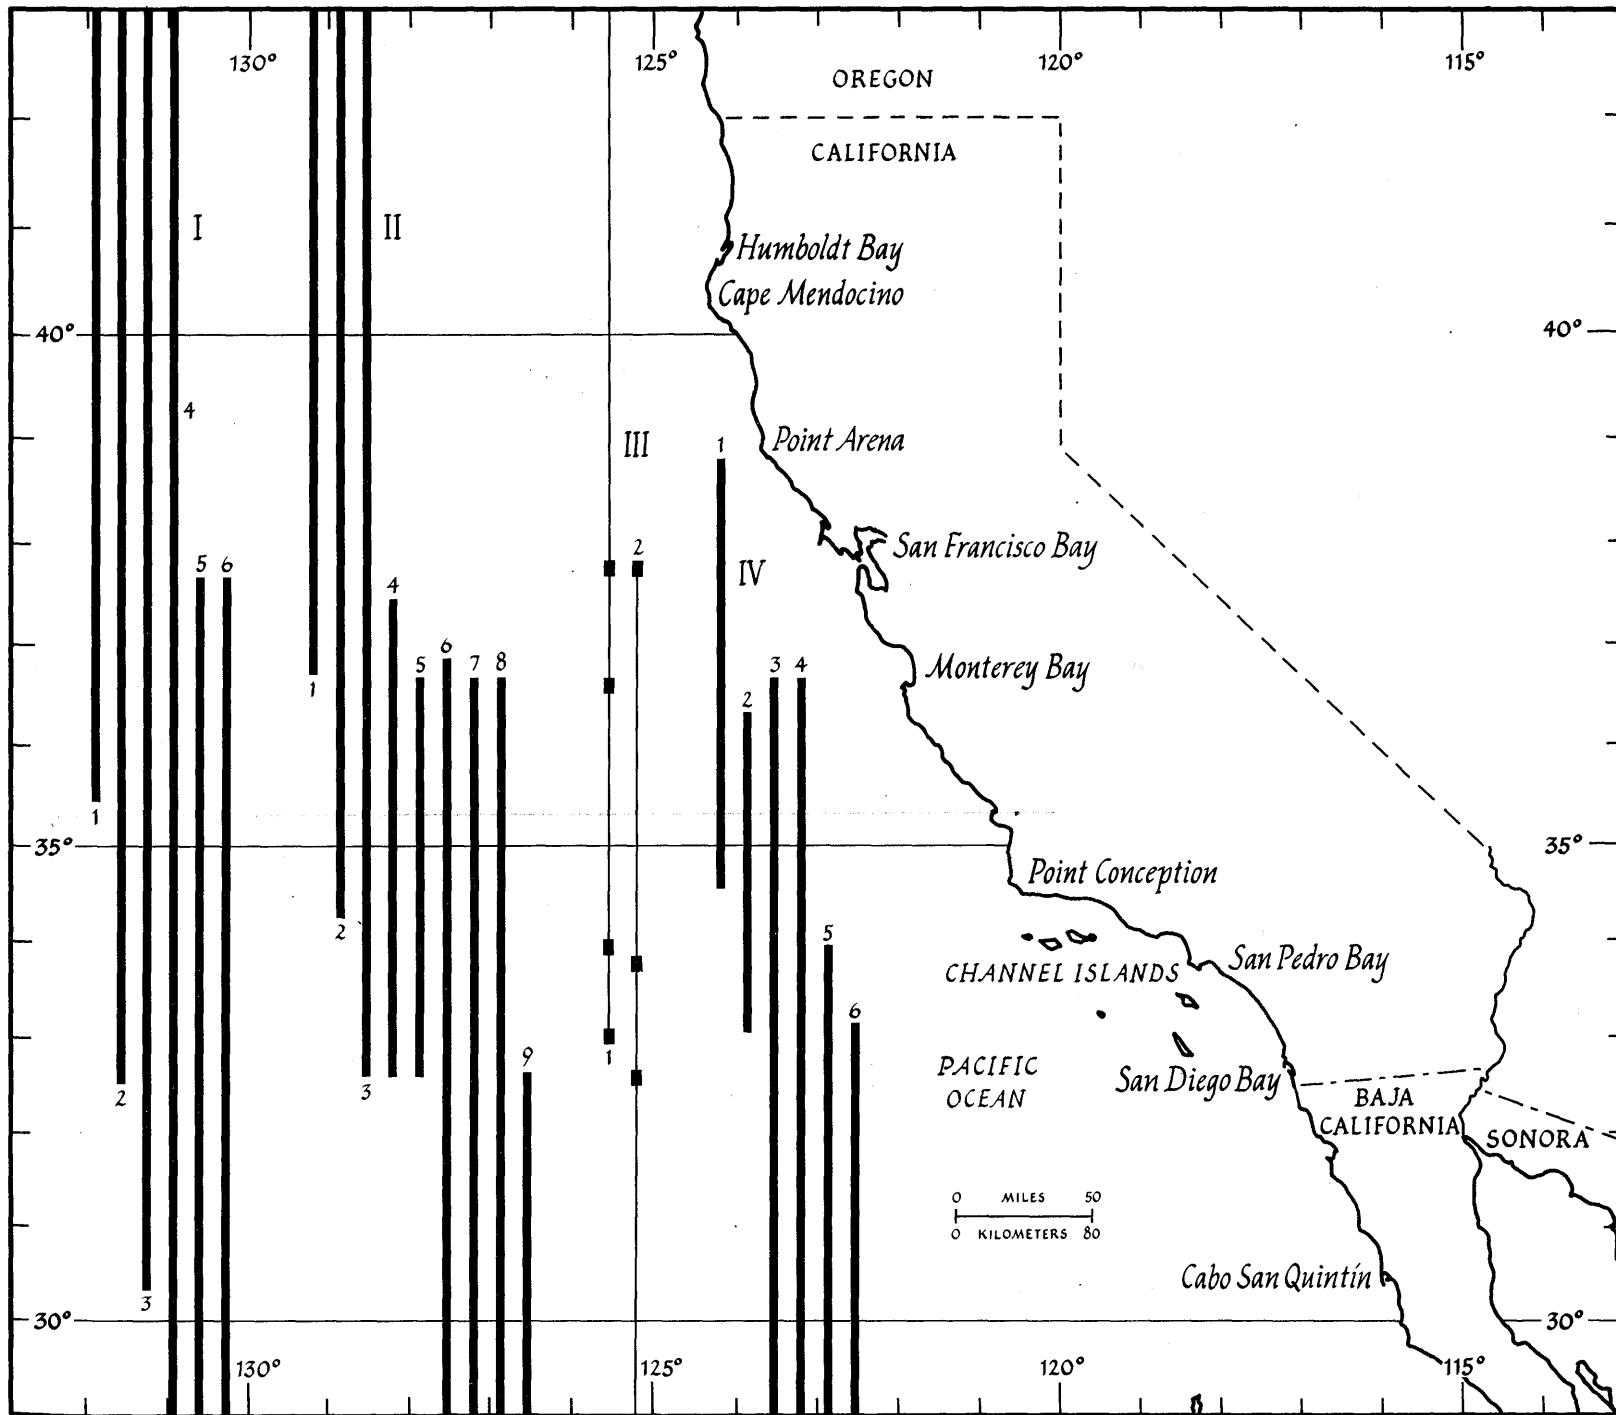 130° 125° 120° 115°
OREGON
CALIFORNIA
I II
Humboldt Bay
Cape Mendocino
40° 40°
4
III 1 Point Arena
2 San Francisco Bay
5 6 IV
4
6
5 7 8 3 4 Monterey Bay
1 2
1
35° 35°
Point Conception
2 5
San Pedro Bay
CHANNEL ISLANDS
6
9 1
PACIFIC
OCEAN
San Diego Bay
3
2
BAJA
CALIFORNIA
SONORA
0 MILES 50
0 KILOMETERS 80
Cabo San Quintín
3
30° 30°
130° 125° 120° 115°